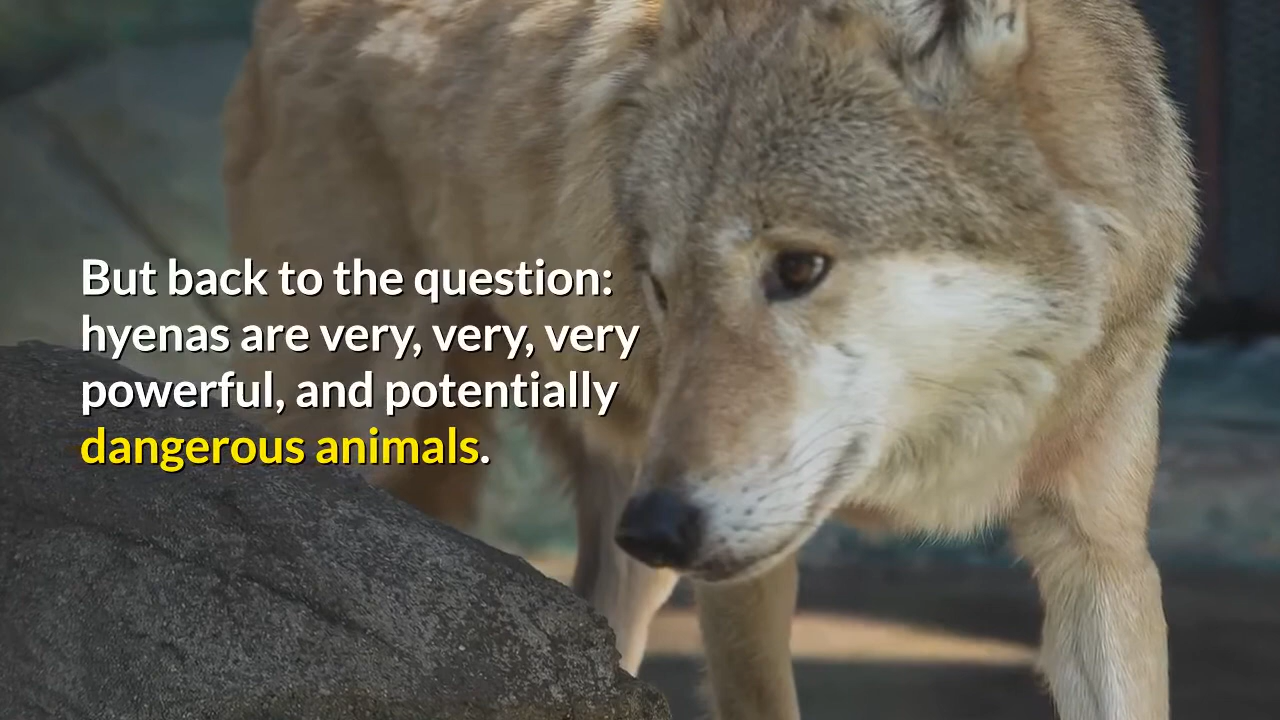 But back to the question:
hyenas are very, very, very
powerful, and potentially
dangerous animals.